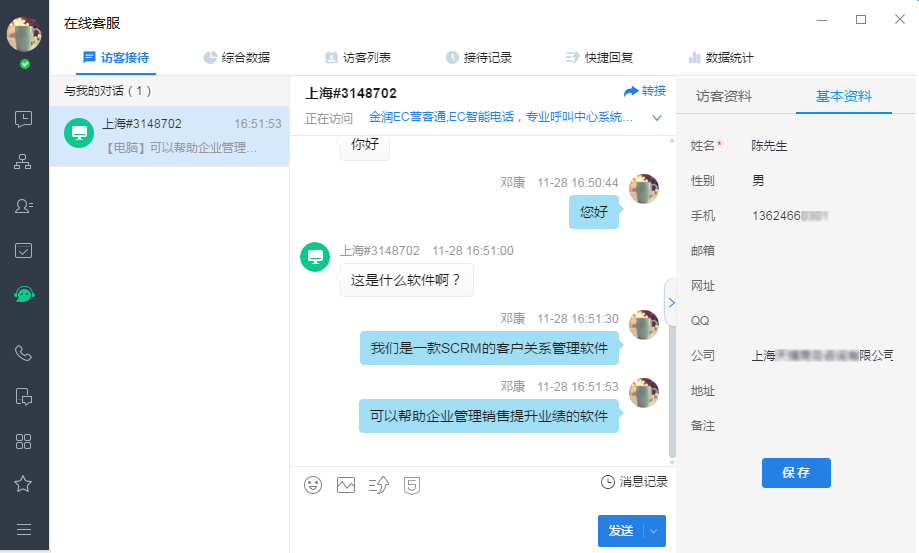 在线客服
访客接待
综合数据
访客列表
接待记录
快捷回复
数据统计
与我的对话（1）
上海#3148702 16:51:53
【电脑】可以帮助企业管理...
上海#3148702
转接
正在访问 金润EC营客通,EC智能电话，专业呼叫中心系统...
你好
邓康 11-28 16:50:44
您好
上海#3148702 11-28 16:51:00
这是什么软件啊？
邓康 11-28 16:51:30
我们是一款SCRM的客户关系管理软件
邓康 11-28 16:51:53
可以帮助企业管理销售提升业绩的软件
消息记录
发送
访客资料
基本资料
姓名* 陈先生
性别 男
手机 1362466
邮箱
网址
QQ
公司 上海 限公司
地址
备注
保存